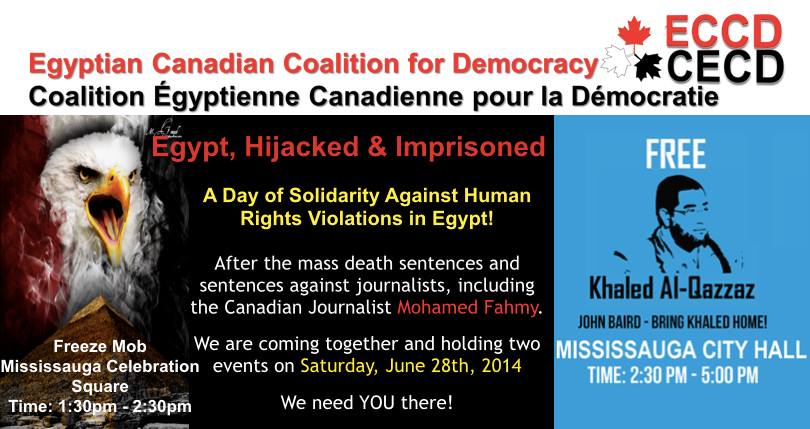 ECCD
CECD
Egyptian Canadian Coalition for Democracy
Coalition Égyptienne Canadienne pour la Démocratie
Egypt, Hijacked & Imprisoned
A Day of Solidarity Against Human
Rights Violations in Egypt!
After the mass death sentences and
sentences against journalists, including
the Canadian Journalist Mohamed Fahmy.
We are coming together and holding two
events on Saturday, June 28th, 2014
We need YOU there!
Freeze Mob
Mississauga Celebration
Square
Time: 1:30pm - 2:30pm
FREE
Khaled Al-Qazzaz
JOHN BAIRD - BRING KHALED HOME!
MISSISSAUGA CITY HALL
TIME: 2:30 PM - 5:00 PM